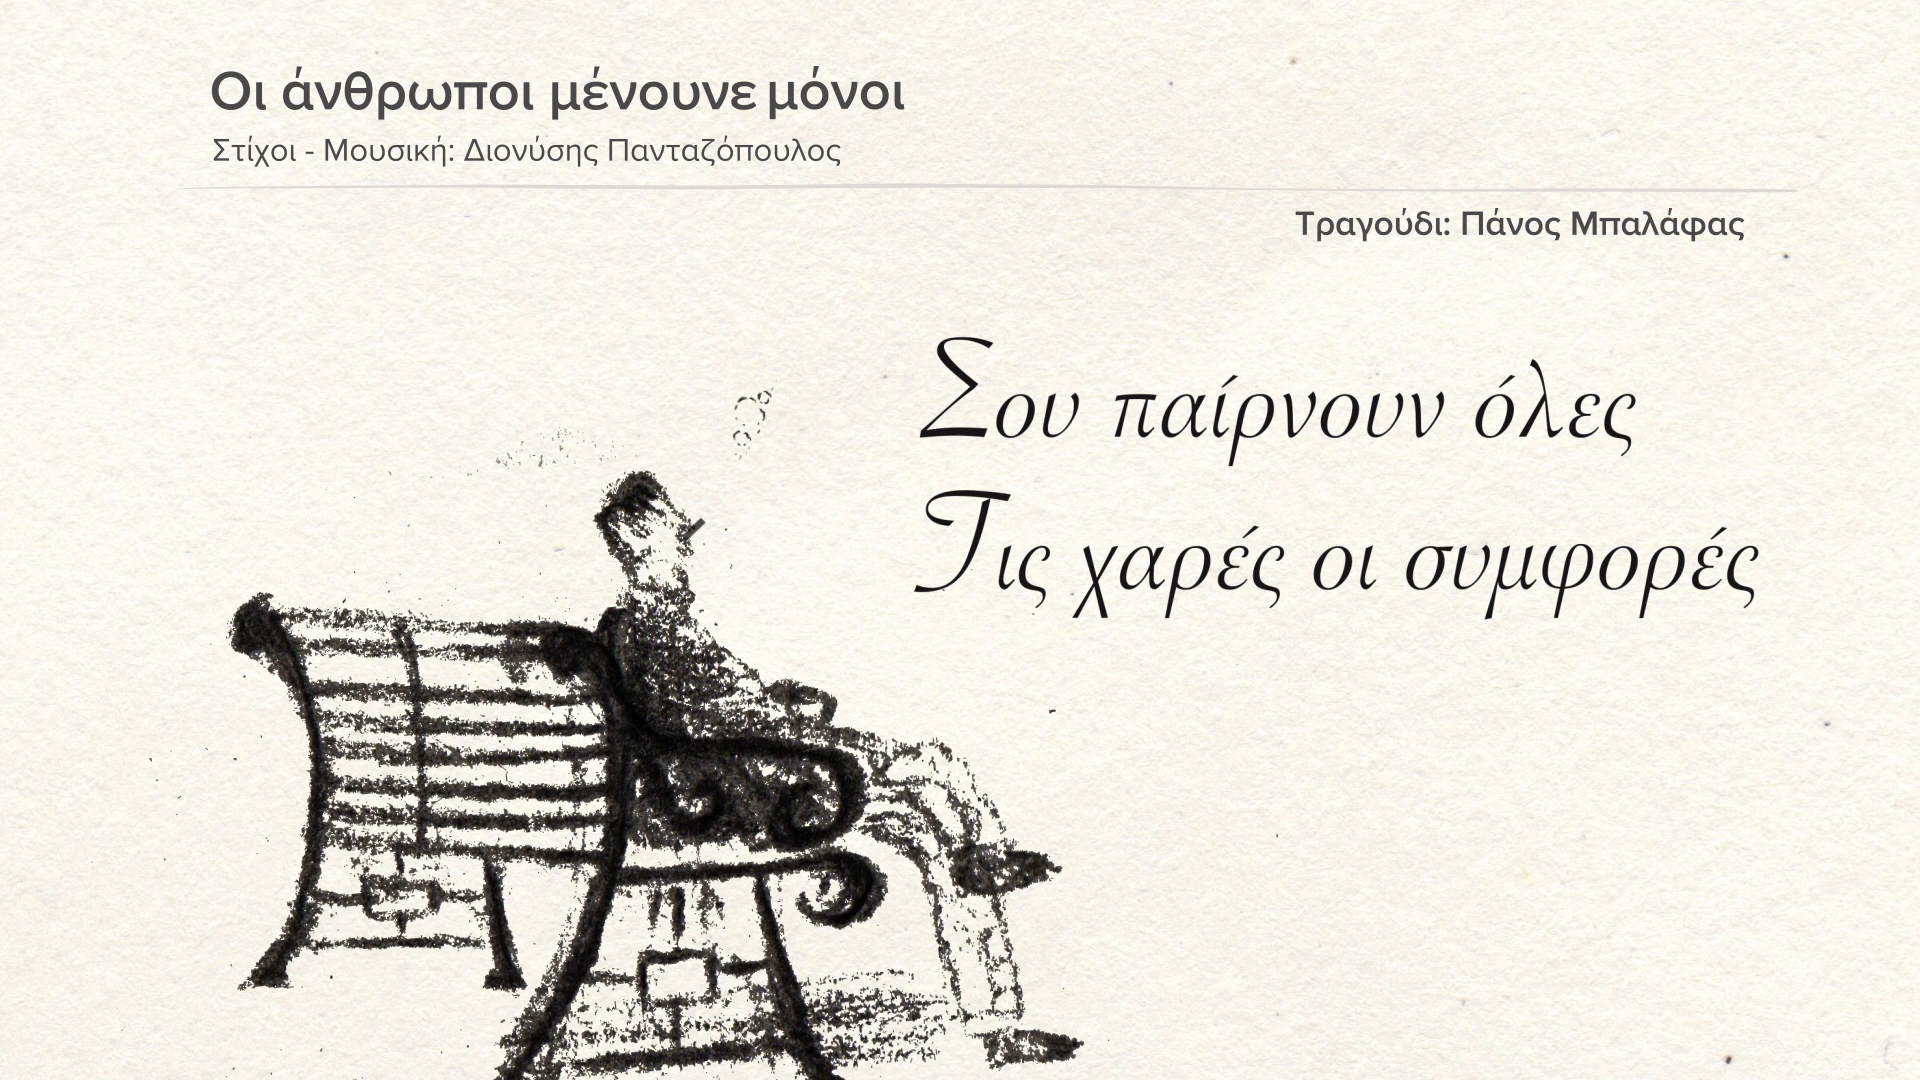 Οι άνθρωποι μένουνε μόνοι
Στίχοι - Μουσική: Διονύσης Πανταζόπουλος
Τραγούδι: Πάνος Μπαλάφας
Σου παίρνουν όλες
Τις χαρές οι συμφορές